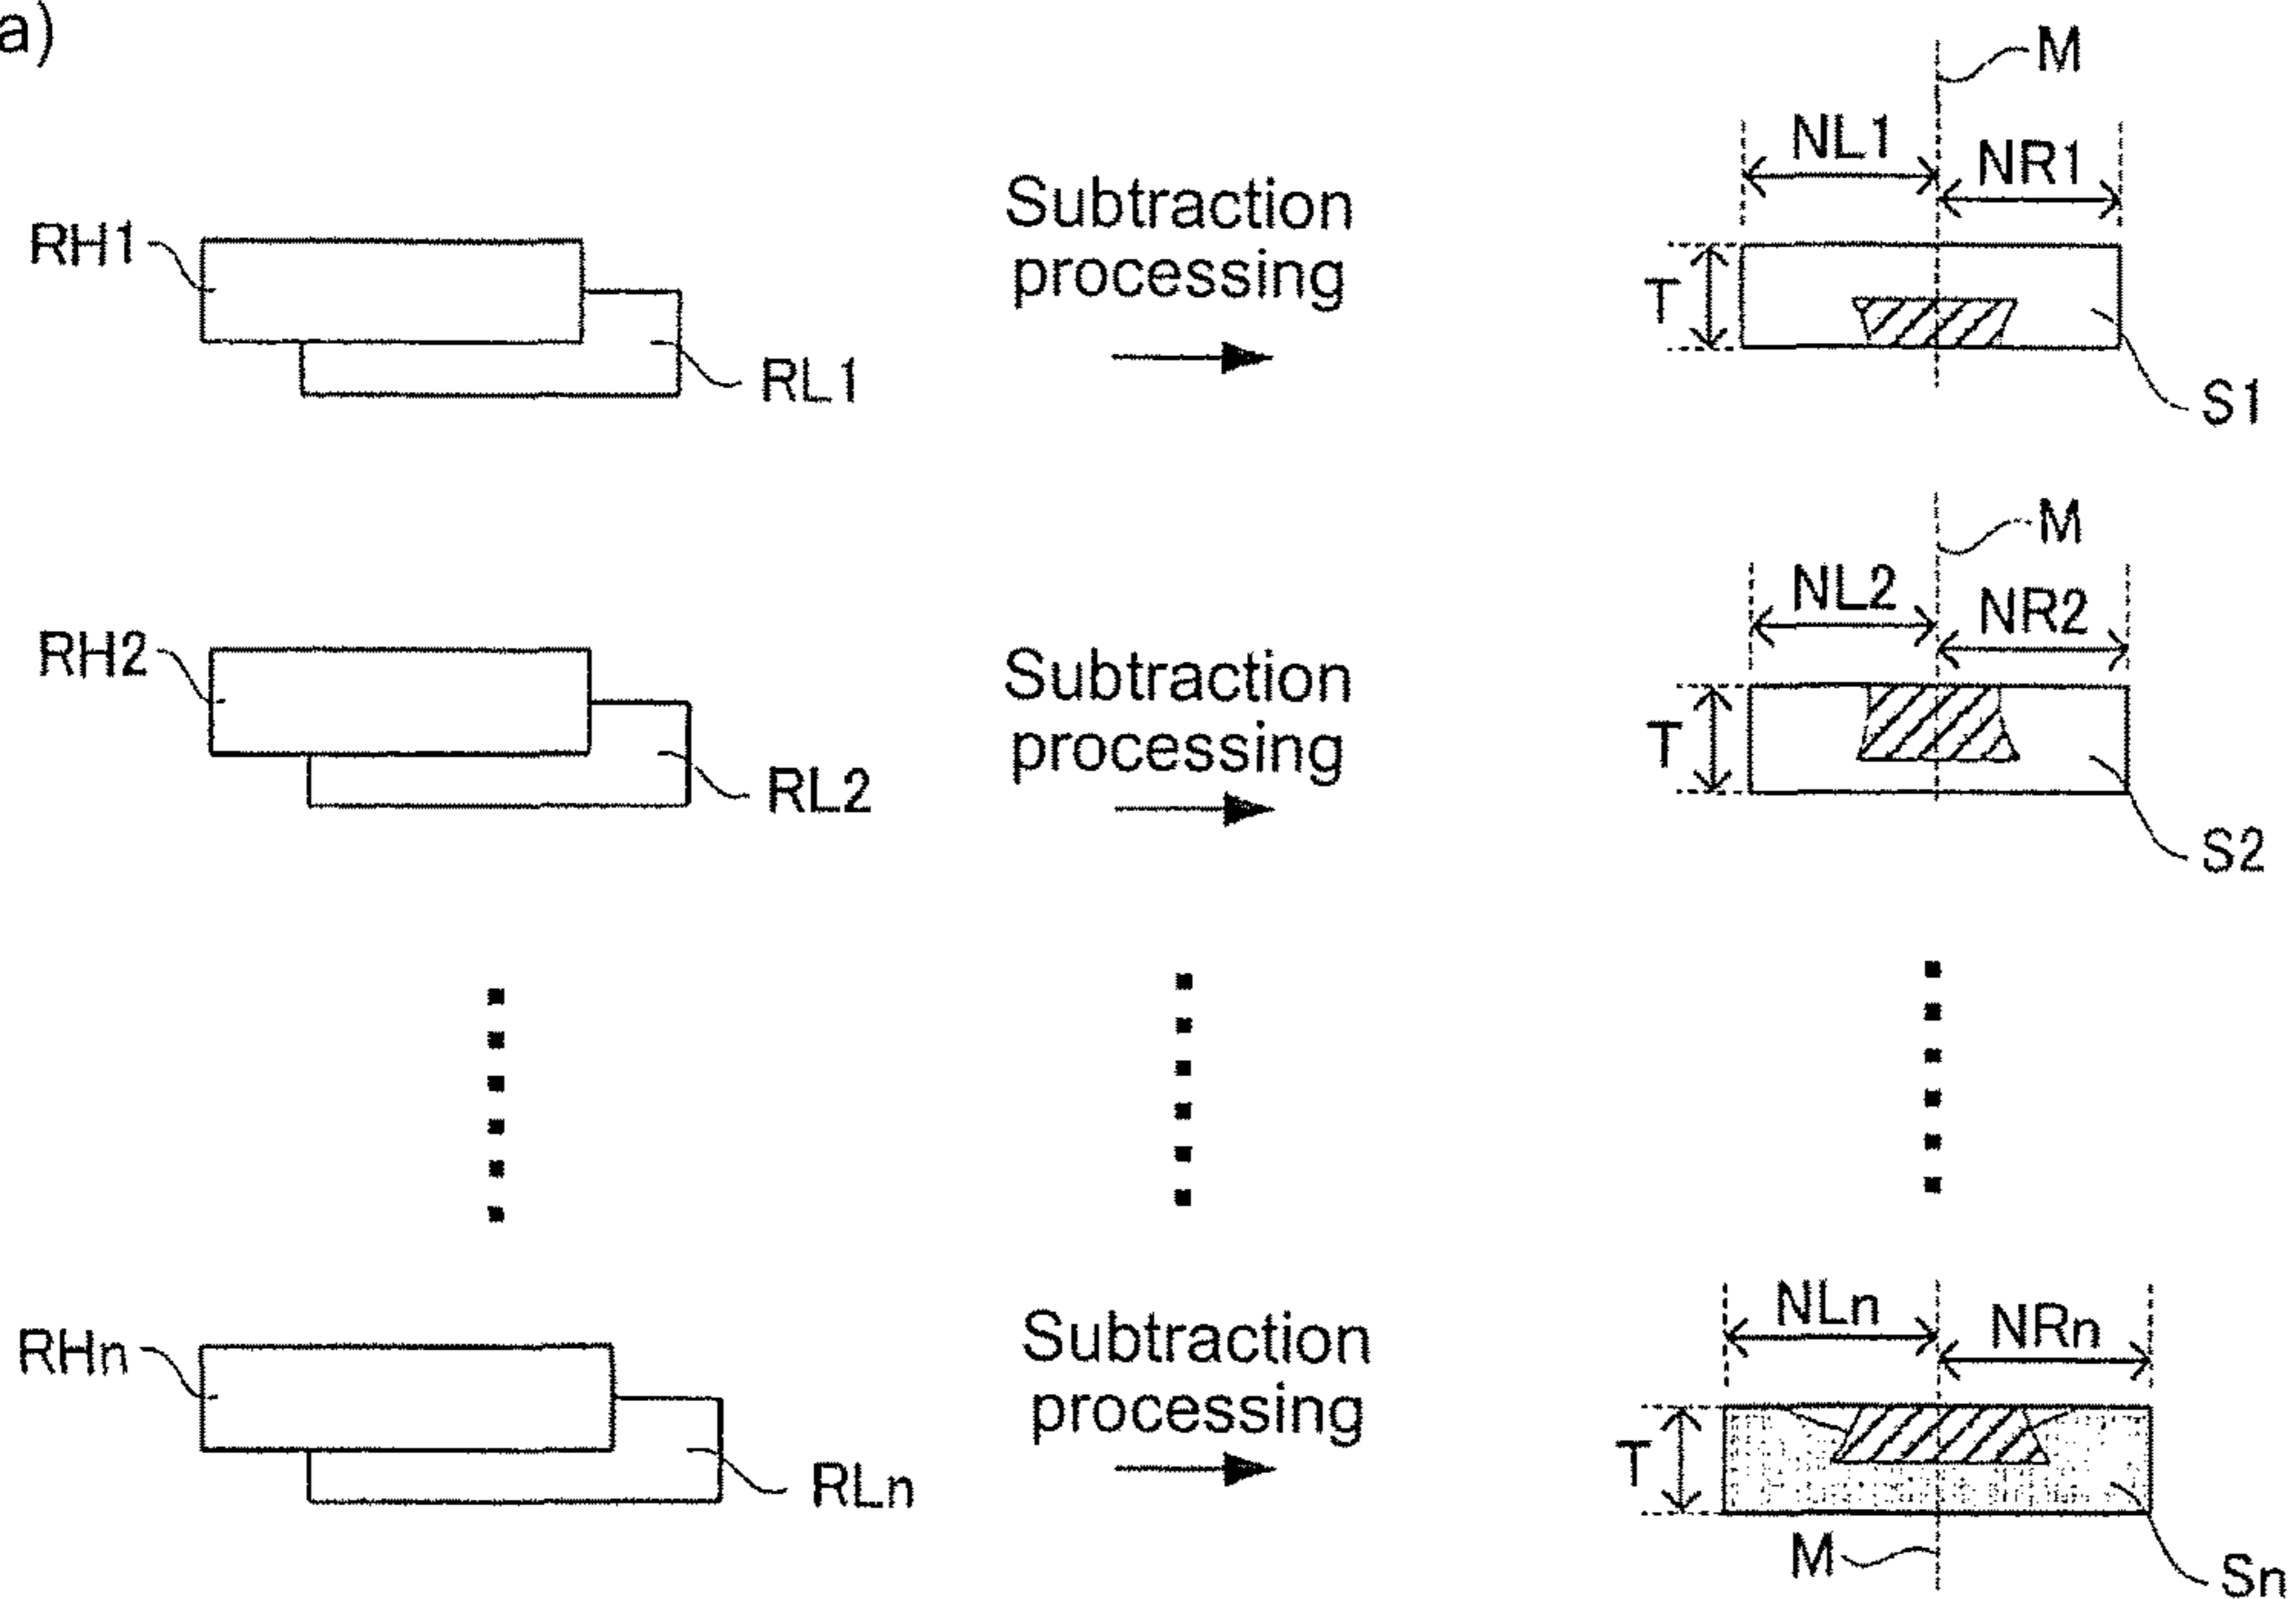 a)
M
NL1
NR1
Subtraction
processing
RH1
RL1
T
S1
M
NL2
NR2
Subtraction
processing
RH2
RL2
T
S2
NLn
NRn
Subtraction
processing
RHn
RLn
T
M
Sn